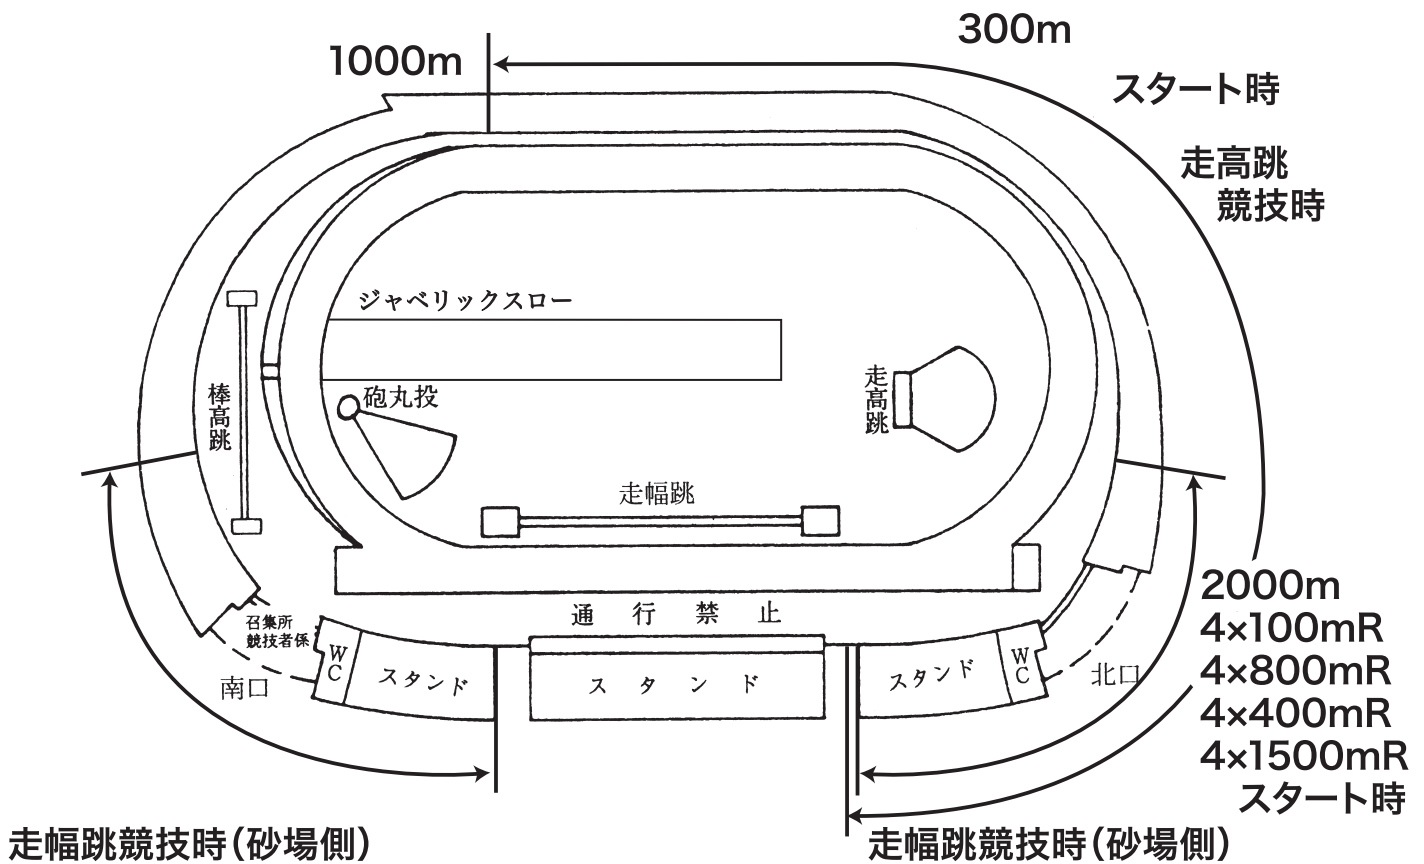 300m
1000m
スタート時
走高跳
競技時
ジャベリックスロー
棒高跳
砲丸投
走高跳
走幅跳
2000m
4×100mR
4×800mR
4×400mR
4×1500mR
スタート時
通行禁止
召集所
競技者係
WC
スタンド
スタンド
スタンド
WC
南口
北口
走幅跳競技時(砂場側)
走幅跳競技時(砂場側)